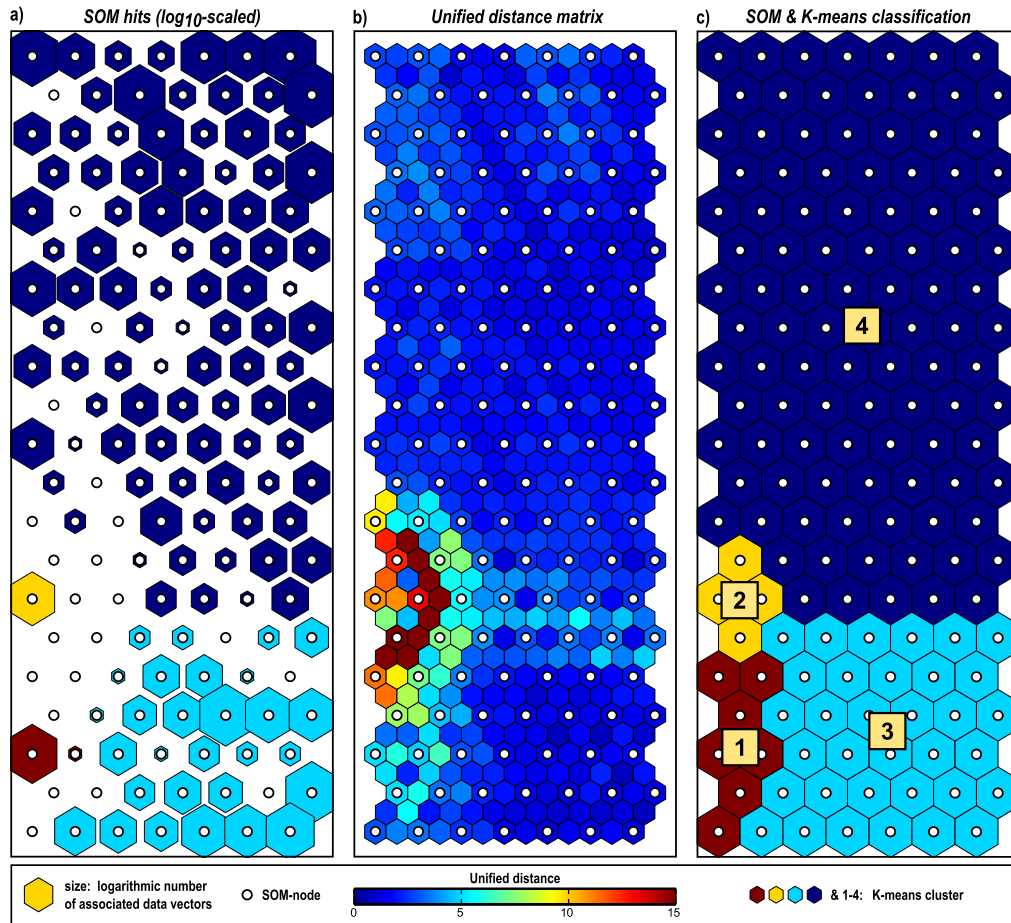 a) SOM hits (log10-scaled)
b) Unified distance matrix
c) SOM & K-means classification
4
2
3
1
size: logarithmic number
of associated data vectors
SOM-node
Unified distance
0 5 10 15
& 1-4: K-means cluster